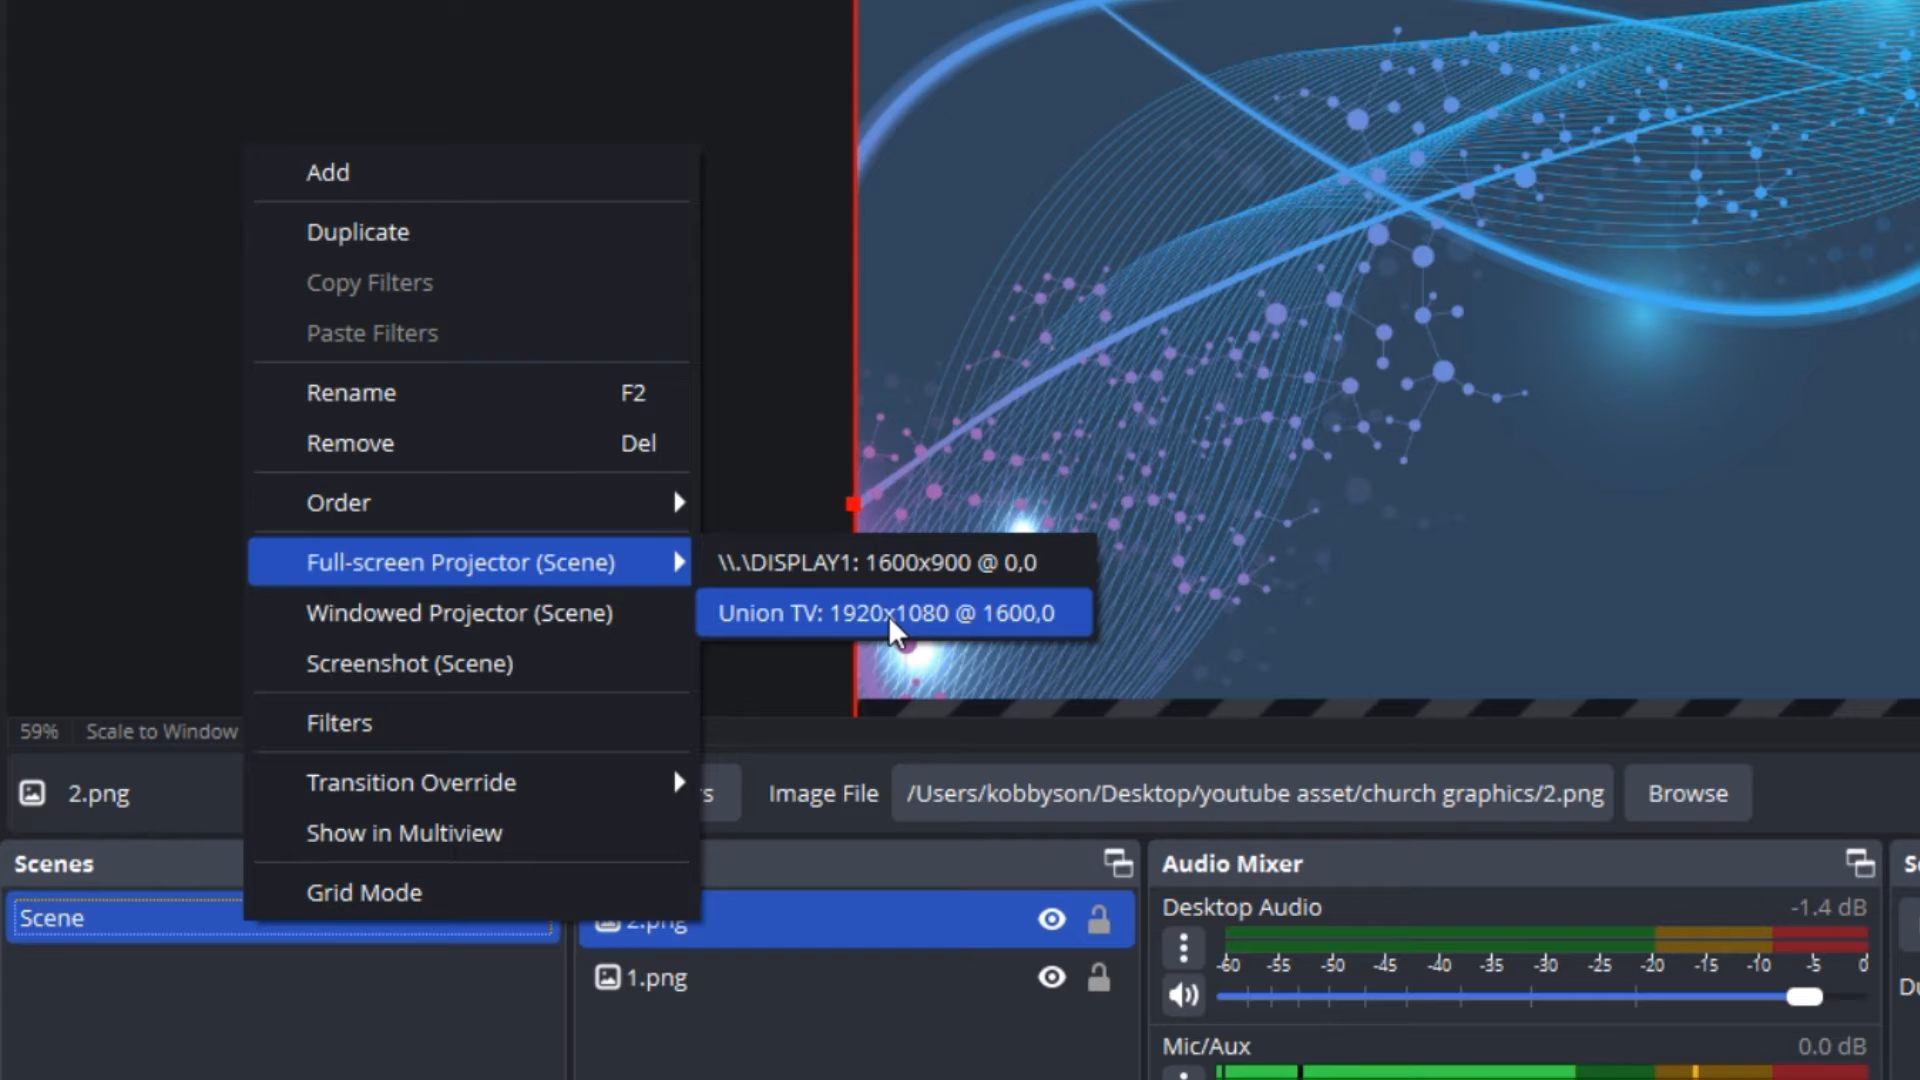 Add
Duplicate
Copy Filters
Paste Filters
Rename F2
Remove Del
Order
Full-screen Projector (Scene)
\\.\DISPLAY1: 1600x900 @ 0,0
Union TV: 1920x1080 @ 1600,0
Windowed Projector (Scene)
Screenshot (Scene)
Filters
Transition Override
Show in Multiview
Grid Mode
59% Scale to Window
2.png
Image File /Users/kobbyson/Desktop/youtube asset/church graphics/2.png Browse
Scenes
Scene
2.png
1.png
Audio Mixer
Desktop Audio -1.4 dB
-60 -55 -50 -45 -40 -35 -30 -25 -20 -15 -10 -5 0
Mic/Aux 0.0 dB